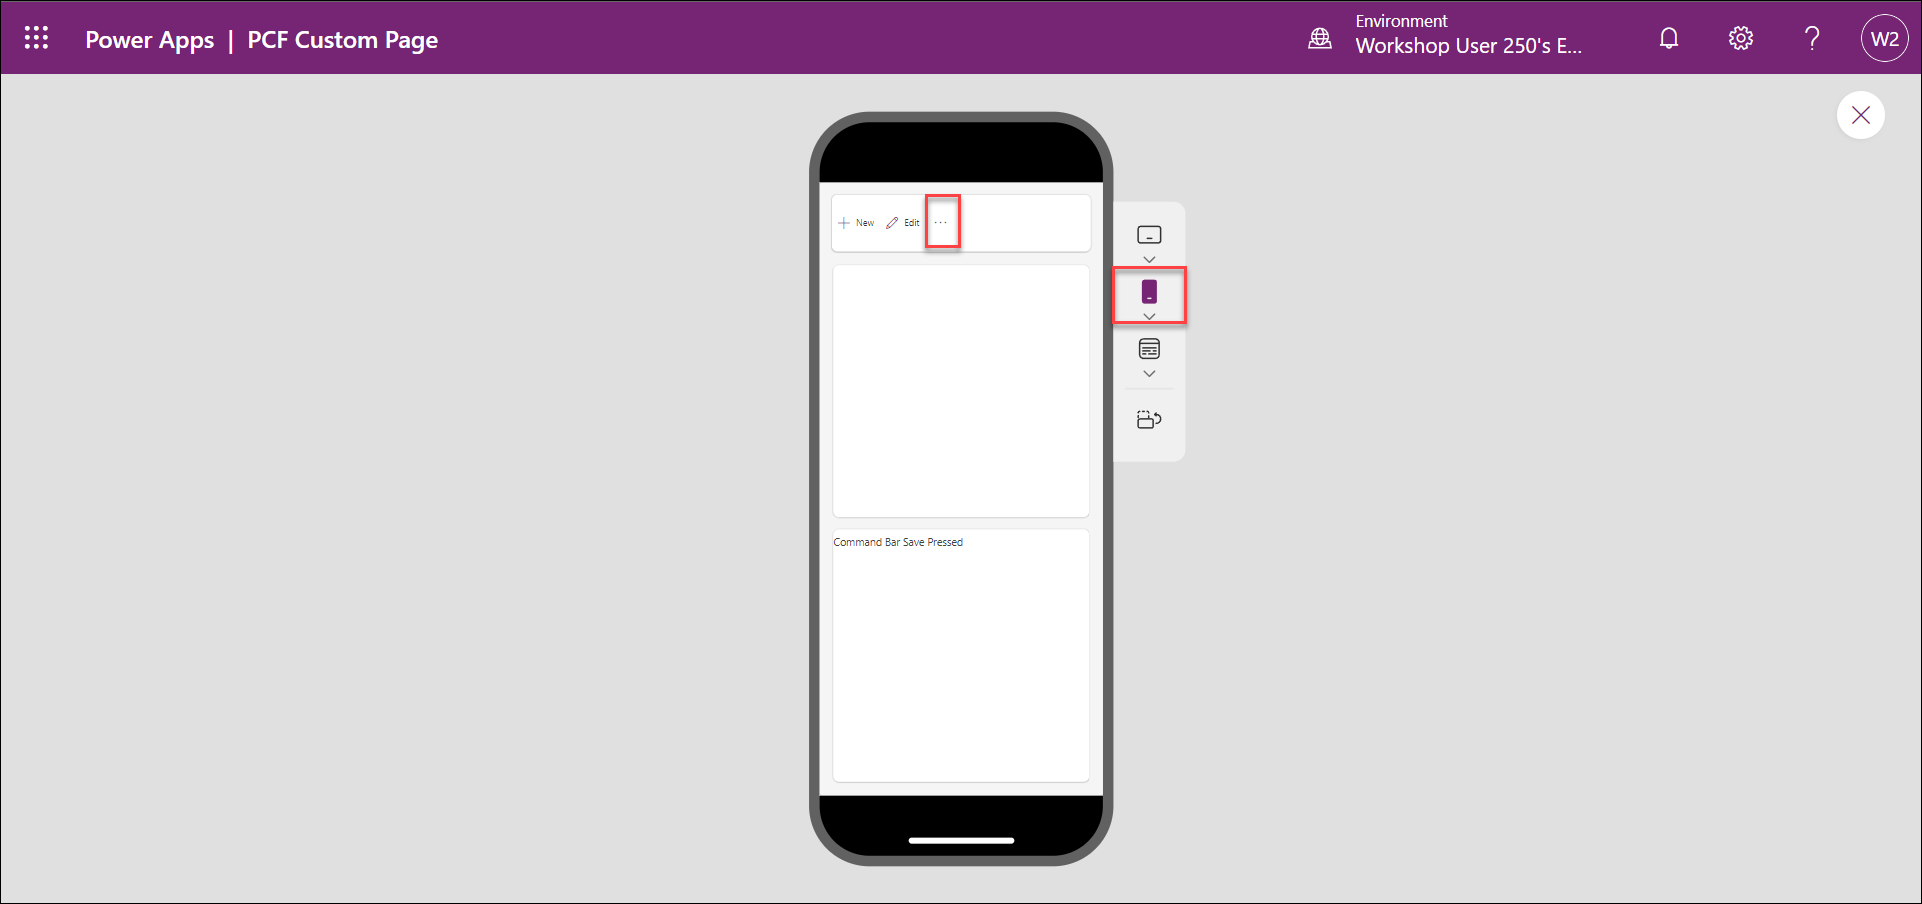 Power Apps | PCF Custom Page
Environment
Workshop User 250's E...
W2
New Edit ...
Command Bar Save Pressed